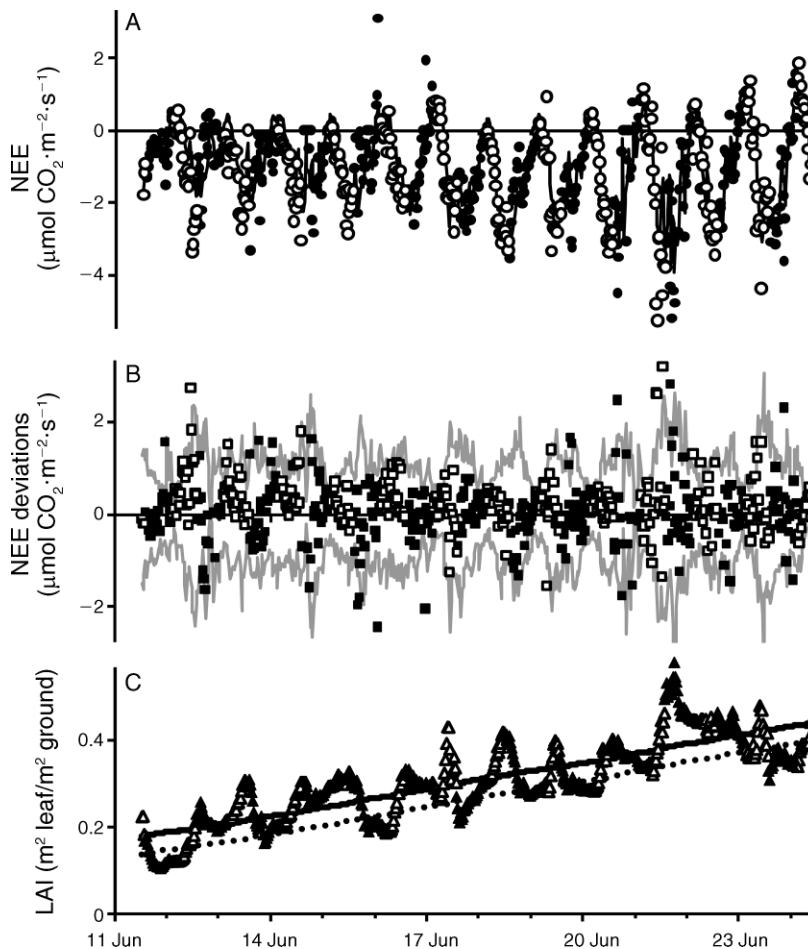 A
2
0
−2
−4
NEE
(μmol CO₂·m⁻²·s⁻¹)
B
2
0
−2
NEE deviations
(μmol CO₂·m⁻²·s⁻¹)
C
0.4
0.2
0
LAI (m² leaf/m² ground)
11 Jun 14 Jun 17 Jun 20 Jun 23 Jun